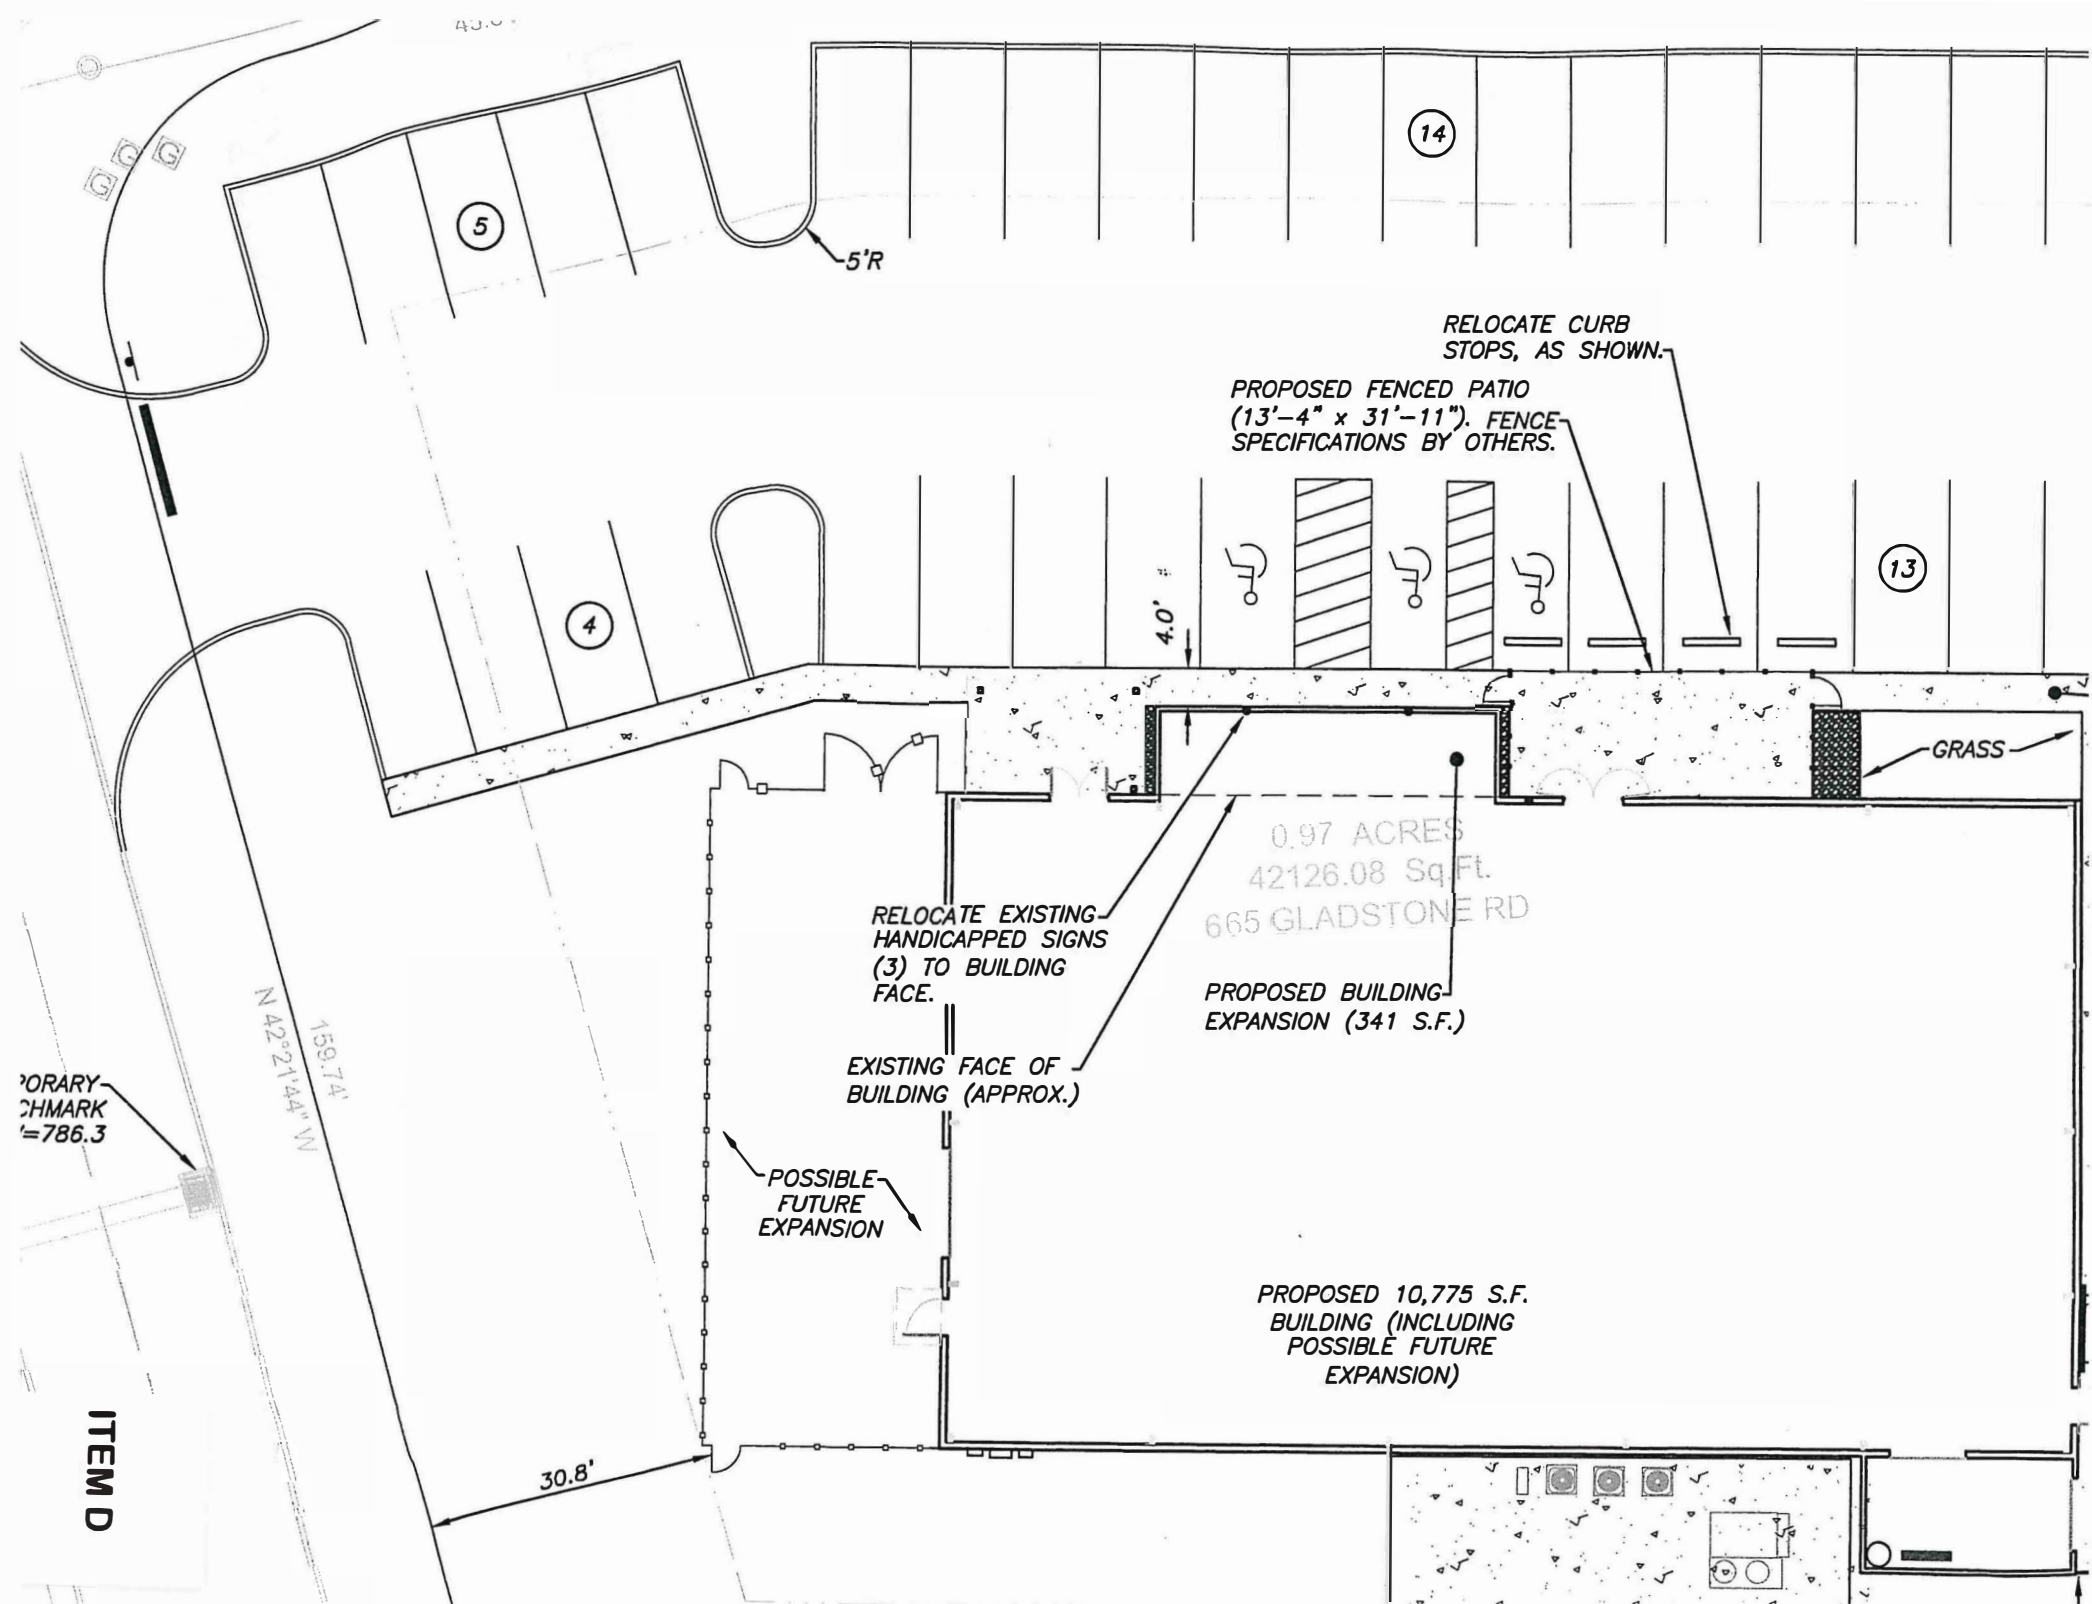 14
5
5'R
G
G
G
RELOCATE CURB
STOPS, AS SHOWN.
PROPOSED FENCED PATIO
(13'-4" x 31'-11"). FENCE
SPECIFICATIONS BY OTHERS.
13
4.0'
4
GRASS
0.97 ACRES
42126.08 Sq.Ft.
665 GLADSTONE RD
RELOCATE EXISTING
HANDICAPPED SIGNS
(3) TO BUILDING
FACE.
PROPOSED BUILDING
EXPANSION (341 S.F.)
EXISTING FACE OF
BUILDING (APPROX.)
159.74'
N 42°21'44" W
PORARY
CHMARK
=786.3
POSSIBLE
FUTURE
EXPANSION
PROPOSED 10,775 S.F.
BUILDING (INCLUDING
POSSIBLE FUTURE
EXPANSION)
30.8'
ITEM D